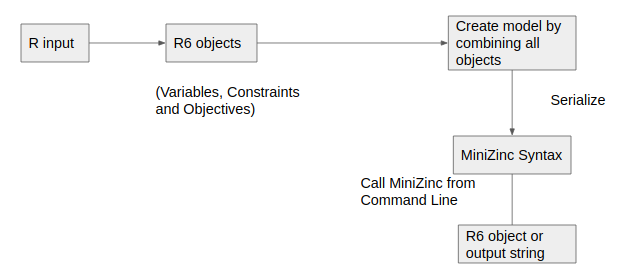 R input
R6 objects
Create model by
combining all
objects
(Variables, Constraints
and Objectives)
Serialize
MiniZinc Syntax
Call MiniZinc from
Command Line
R6 object or
output string